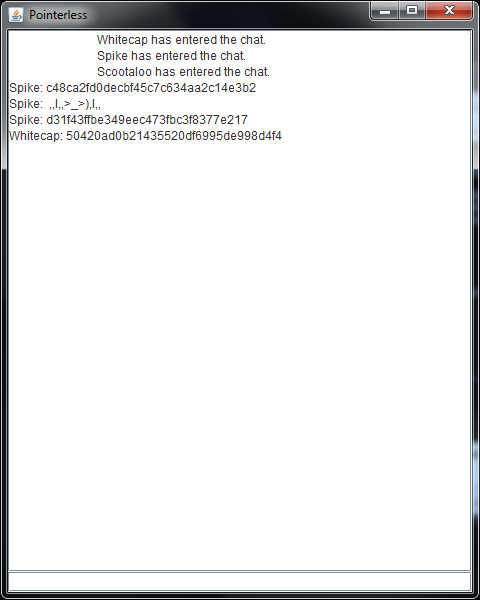 Pointless
Whitecap has entered the chat.
Spike has entered the chat.
Scootaloo has entered the chat.
Spike: c48ca2fd0decbf45c7c634aa2c14e3b2
Spike: ,,I,,>_>),I,,
Spike: d31f43ffbe349eec473fbc3f8377e217
Whitecap: 50420ad0b21435520df6995de998d4f4